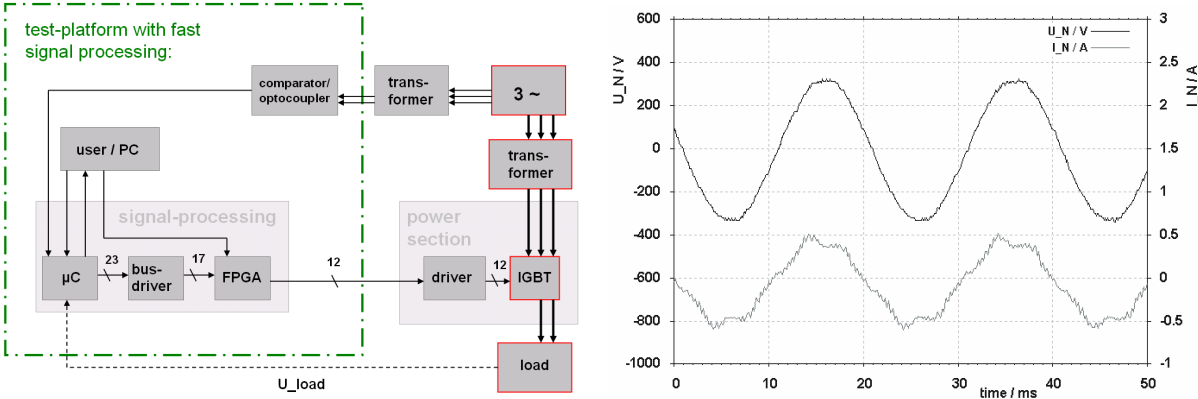 test-platform with fast
signal processing:
comparator/
optocoupler
trans-
former
3 ~
user / PC
trans-
former
signal-processing
power
section
µC
23
bus-
driver
17
FPGA
12
driver
12
IGBT
load
U_load
600
400
200
0
-200
-400
-600
-800
-1000
U_N / V
U_N / V
I_N / A
3
2.5
2
1.5
1
0.5
0
-0.5
-1
I_N / A
0
10
20
30
40
50
time / ms